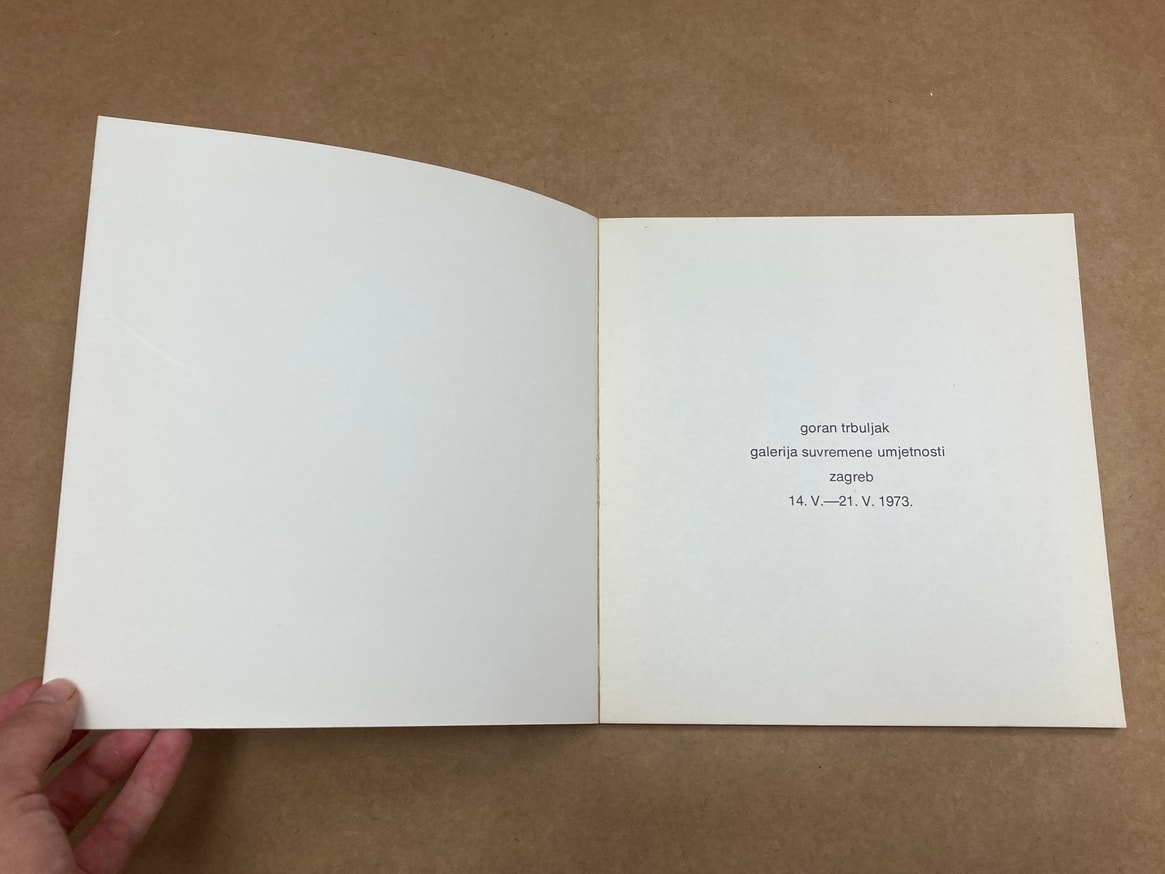 goran trbuljak
galerija suvremene umjetnosti
zagreb
14. V.—21. V. 1973.